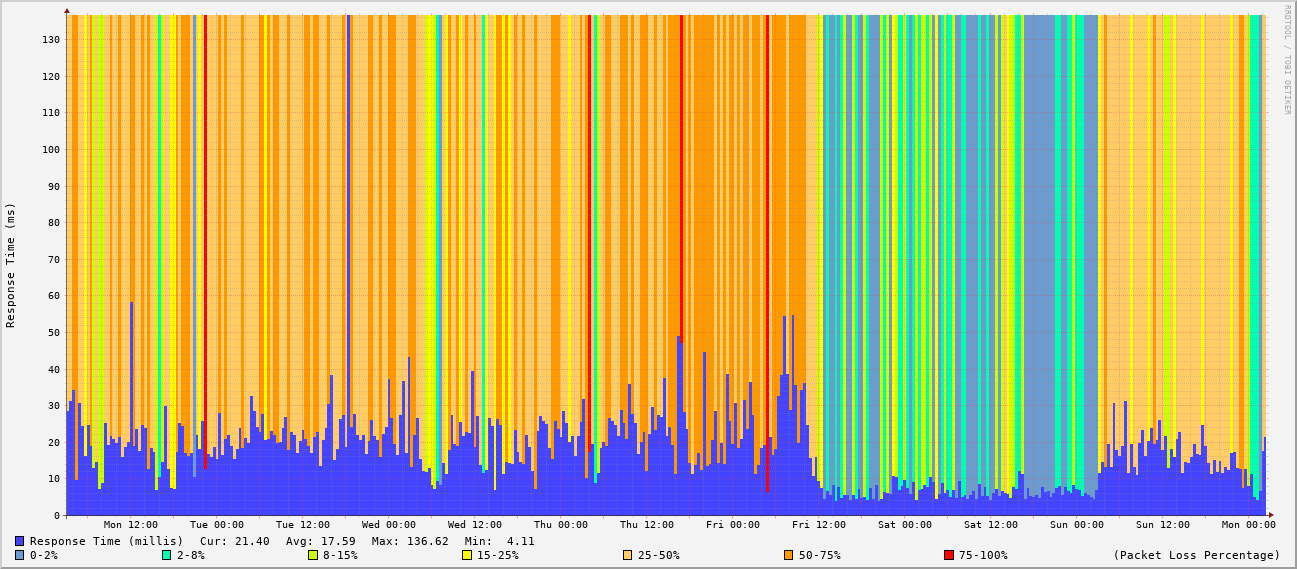 RRDTOOL / TOBI OETIKER
Response Time (ms)
130
120
110
100
90
80
70
60
50
40
30
20
10
0
Mon 12:00 Tue 00:00 Tue 12:00 Wed 00:00 Wed 12:00 Thu 00:00 Thu 12:00 Fri 00:00 Fri 12:00 Sat 00:00 Sat 12:00 Sun 00:00 Sun 12:00 Mon 00:00
Response Time (millis) Cur: 21.40 Avg: 17.59 Max: 136.62 Min: 4.11
0-2% 2-8% 8-15% 15-25% 25-50% 50-75% 75-100% (Packet Loss Percentage)